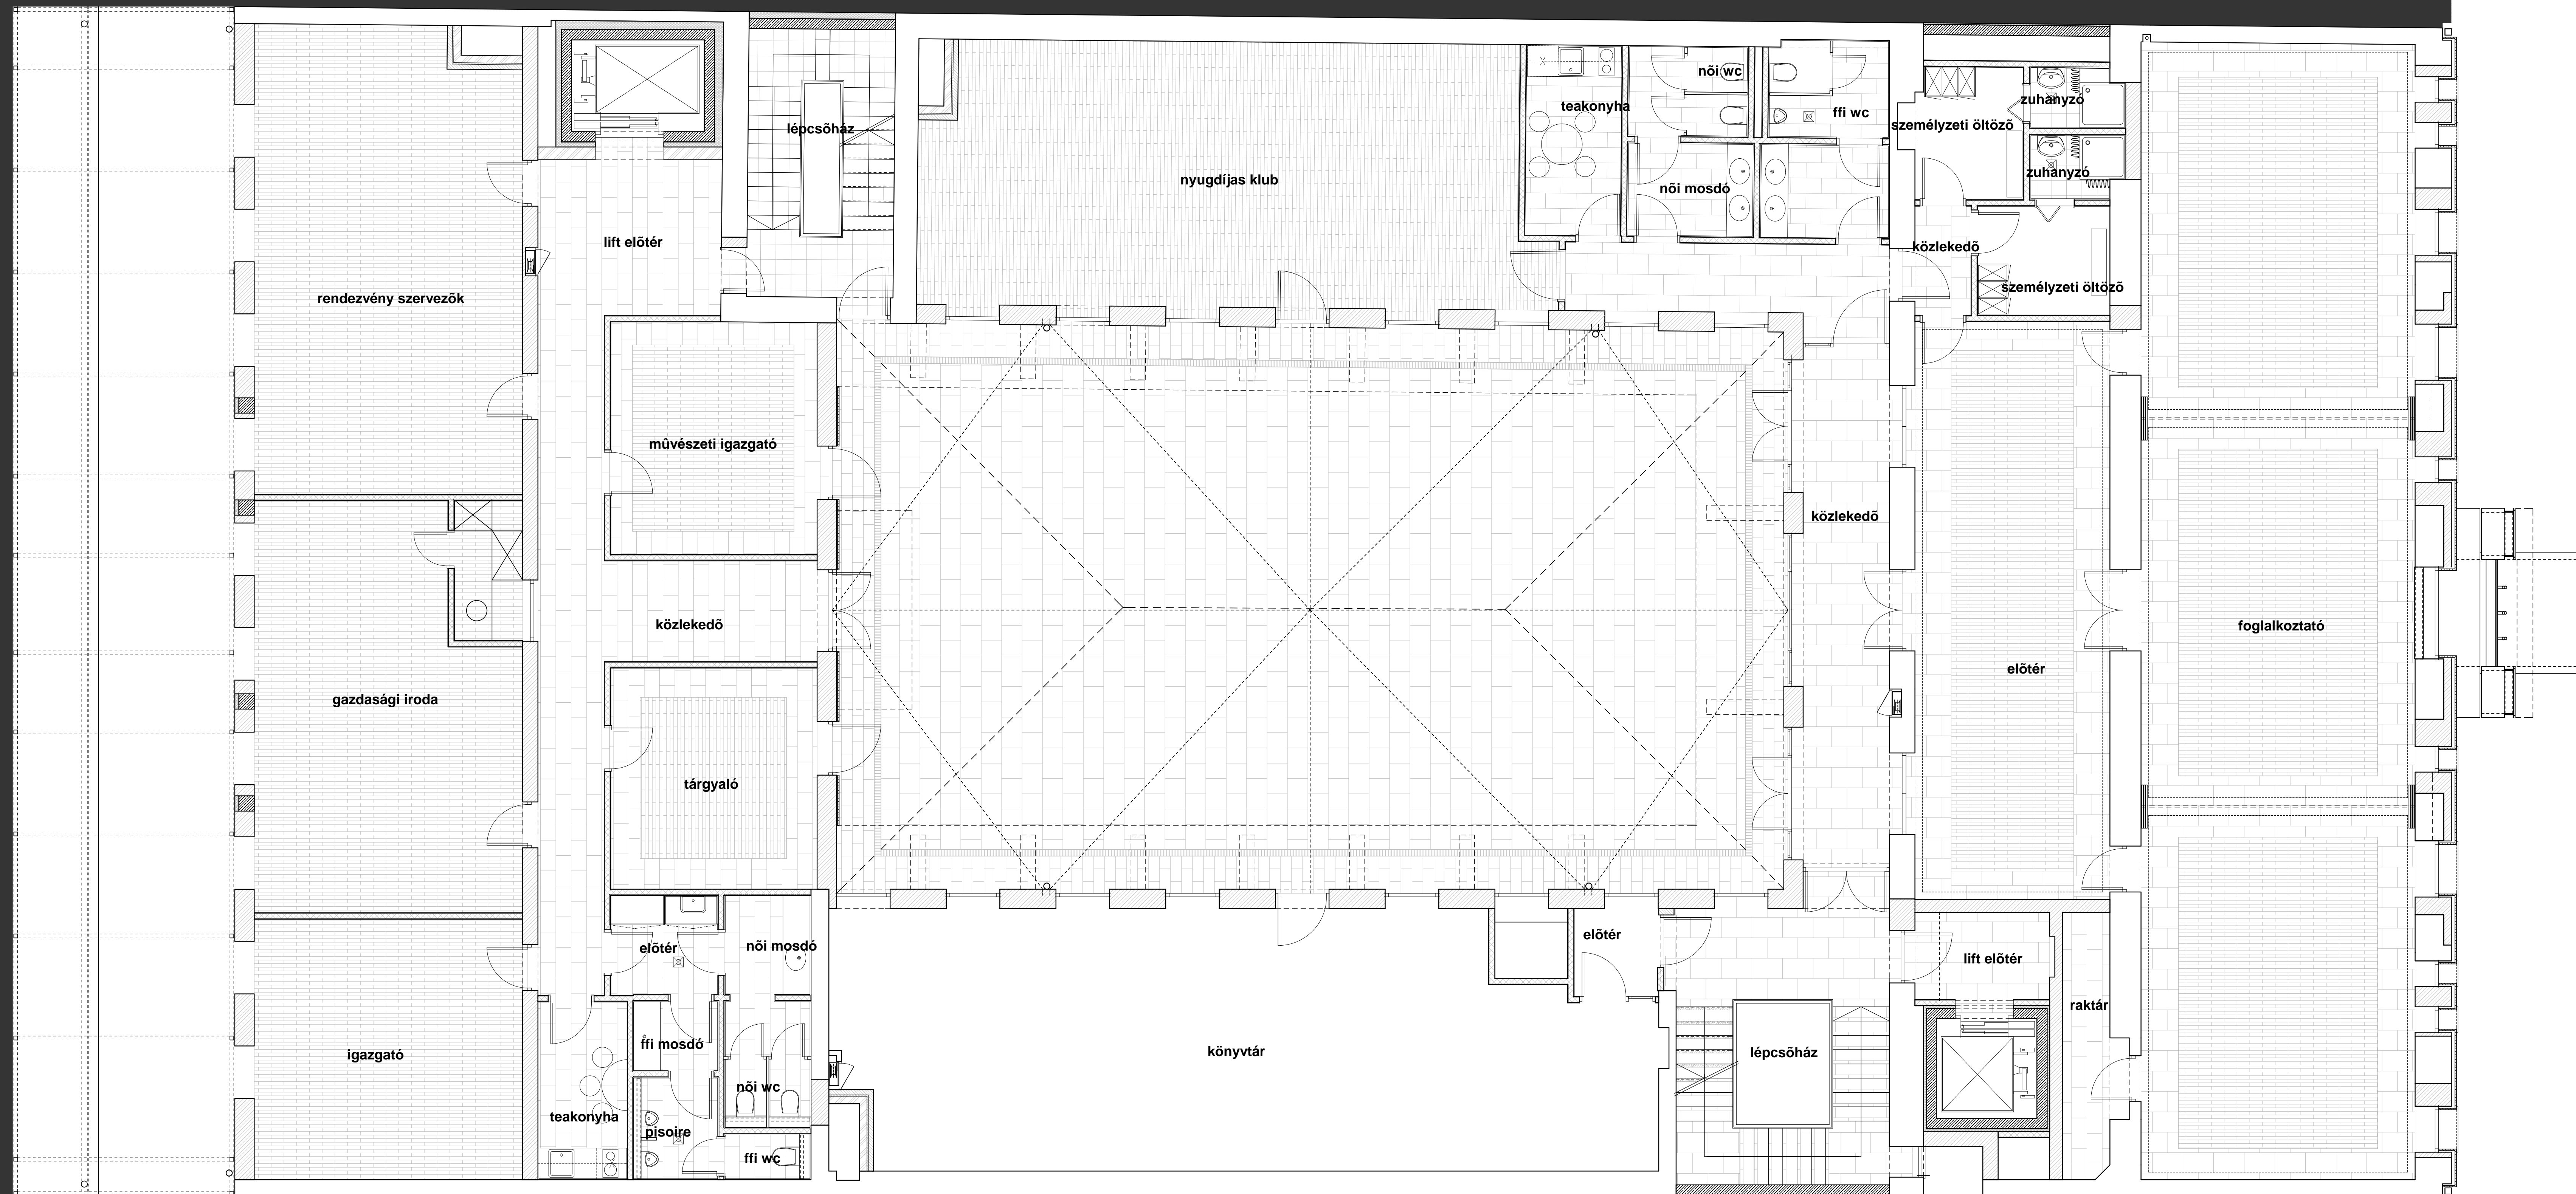 nõi wc
zuhanyzó
teakonyha
ffi wc
személyzeti öltözõ
lépcsõház
zuhanyzó
nyugdíjas klub
nõi mosdó
lift elõtér
közlekedõ
személyzeti öltözõ
rendezvény szervezõk
mûvészeti igazgató
közlekedõ
közlekedõ
foglalkoztató
elõtér
gazdasági iroda
tárgyaló
elõtér
nõi mosdó
elõtér
lift elõtér
raktár
ffi mosdó
könyvtár
lépcsõház
igazgató
nõi wc
teakonyha
pisoire
ffi wc